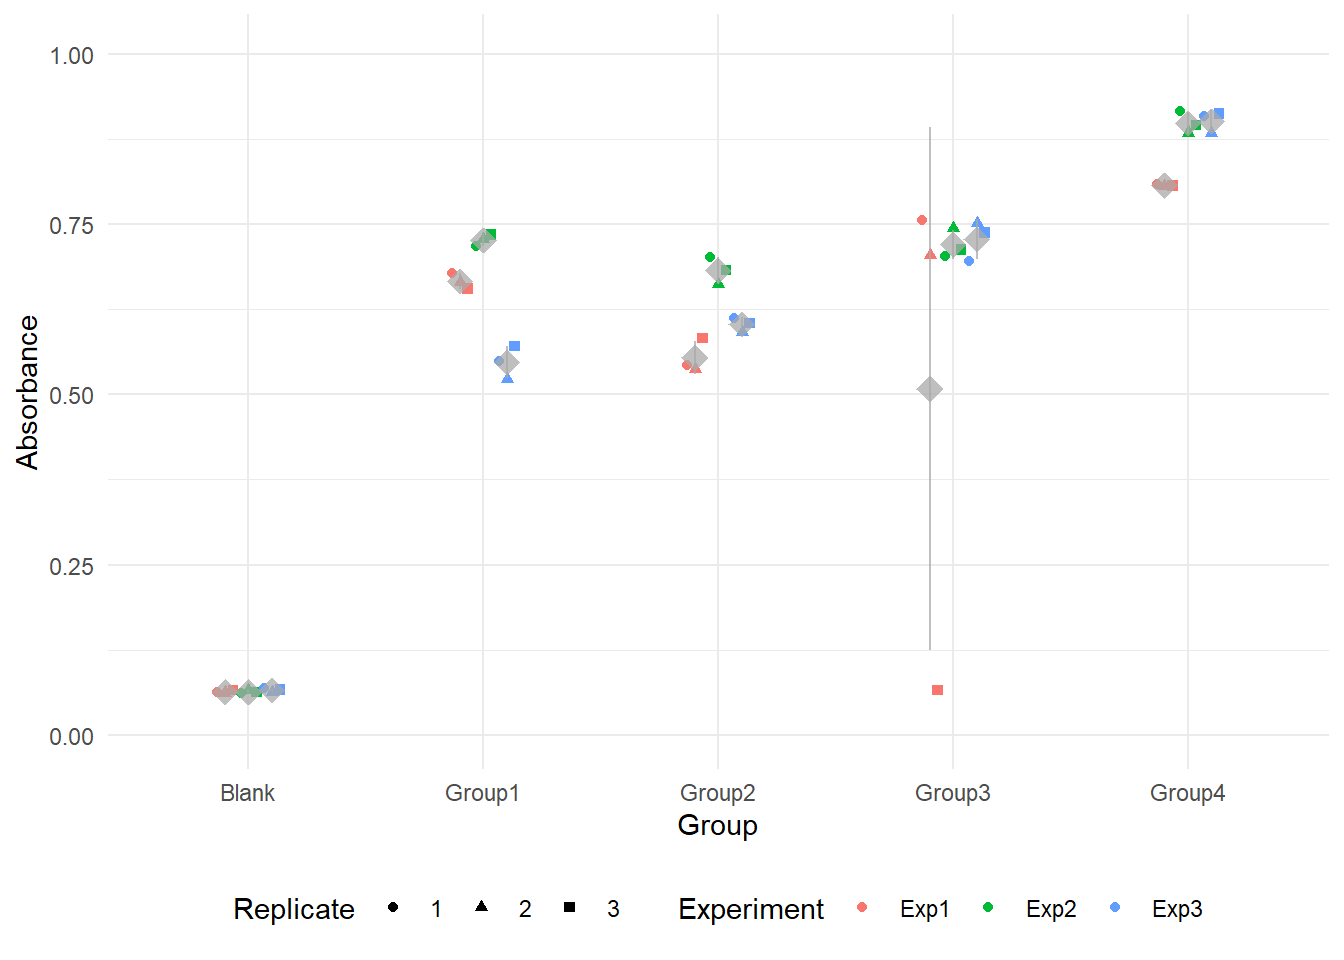 1.00
0.75
0.50
0.25
0.00
Absorbance
Blank Group1 Group2 Group3 Group4
Group
Replicate 1 2 3 Experiment Exp1 Exp2 Exp3